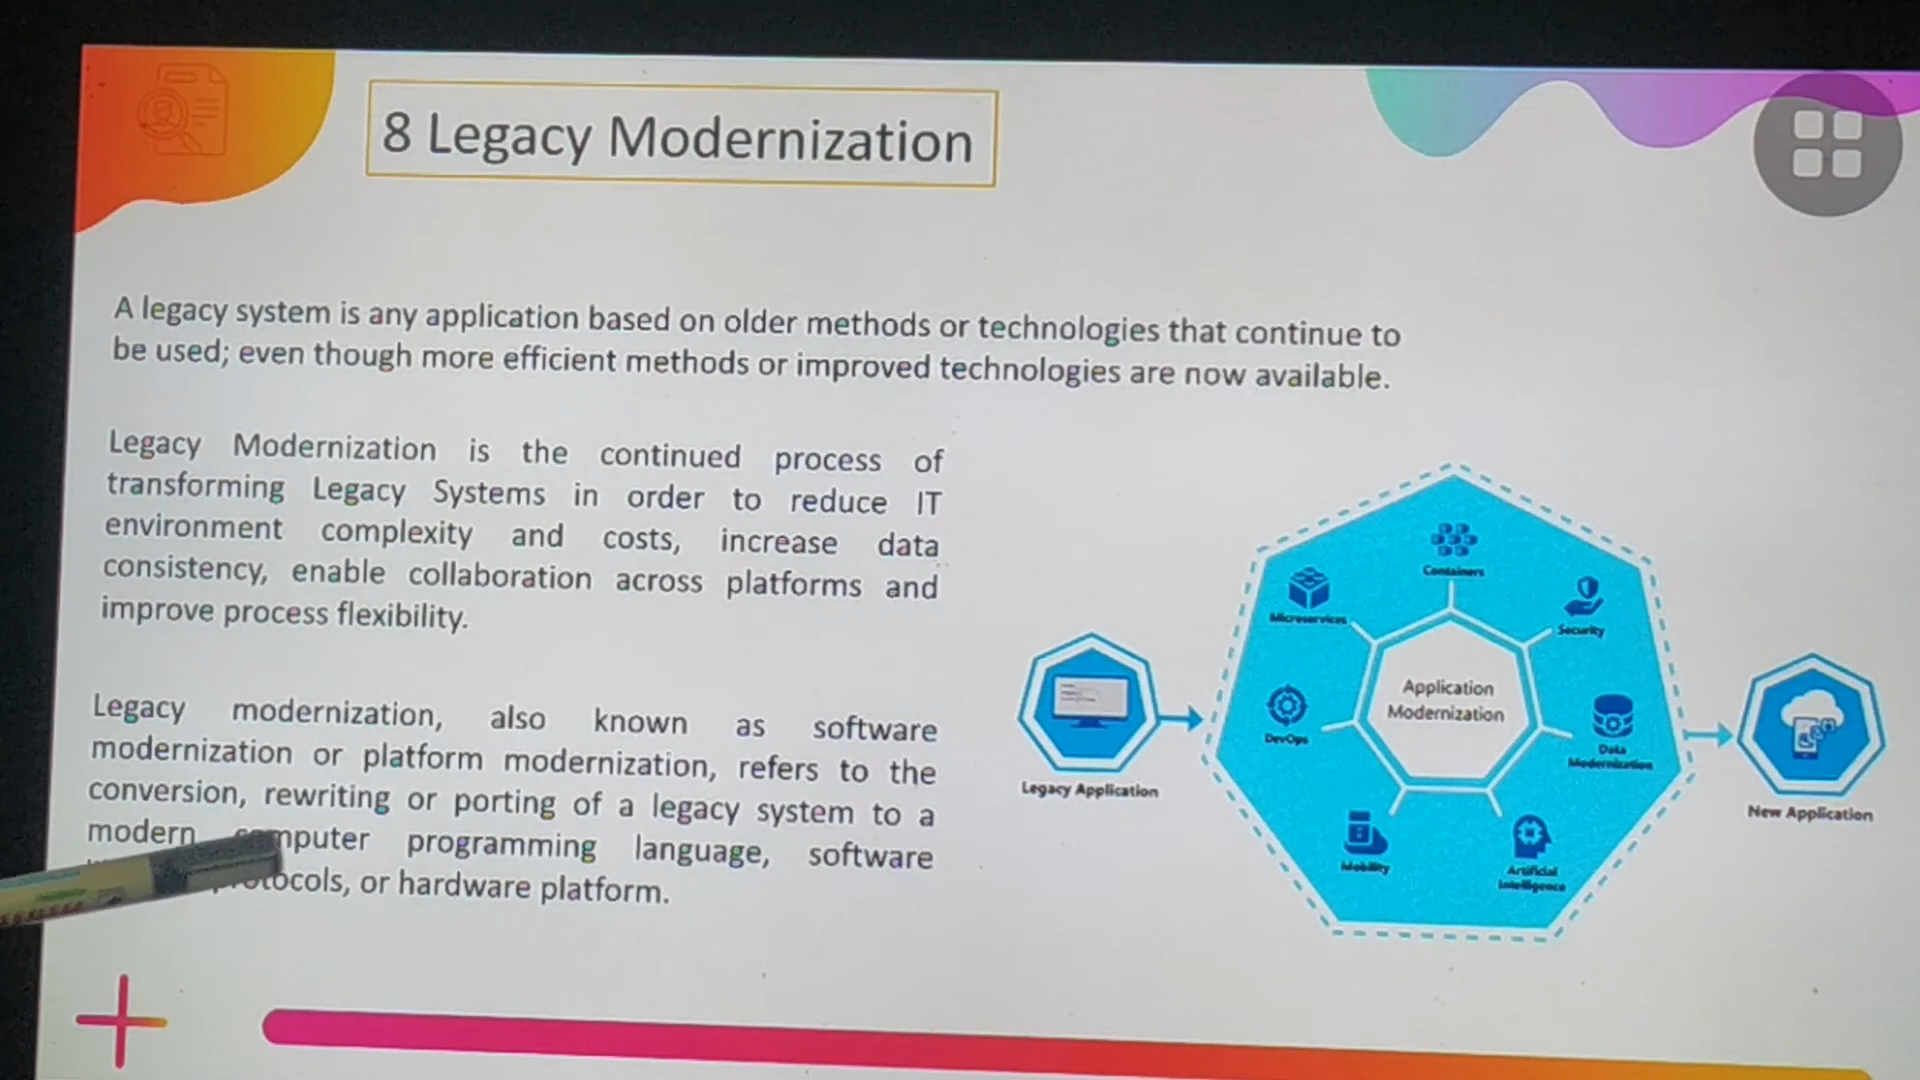 8 Legacy Modernization
A legacy system is any application based on older methods or technologies that continue to
be used; even though more efficient methods or improved technologies are now available.
Legacy Modernization is the continued process of
transforming Legacy Systems in order to reduce IT
environment complexity and costs, increase data
consistency, enable collaboration across platforms and
improve process flexibility.
Legacy modernization, also known as software
modernization or platform modernization, refers to the
conversion, rewriting or porting of a legacy system to a
modern computer programming language, software
protocols, or hardware platform.
Containers
Microservices
Security
Application
Modernization
DevOps
Data
Modernization
Legacy Application
New Application
Mobility
Artificial
Intelligence